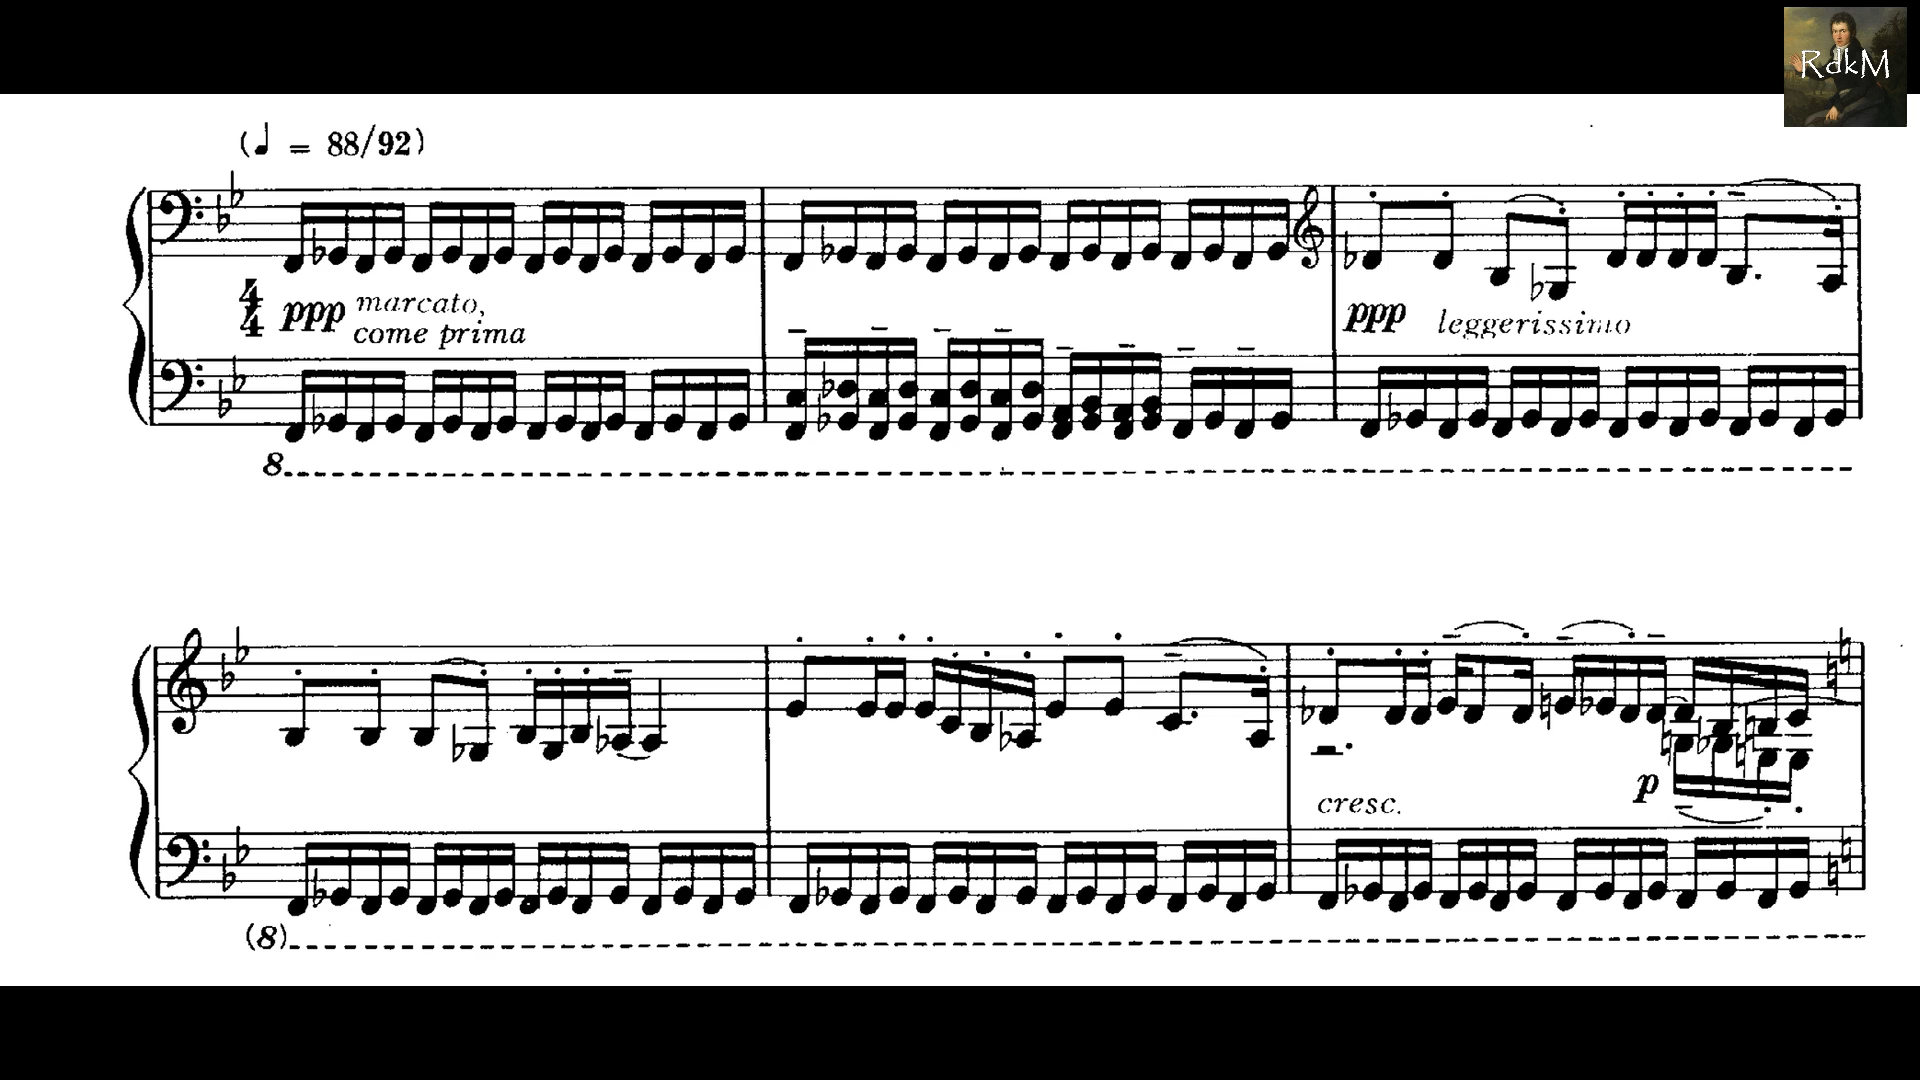 RdkM
(♩ = 88/92)
4/4
ppp marcato,
come prima
ppp leggerissimo
8
cresc.
p
(8)